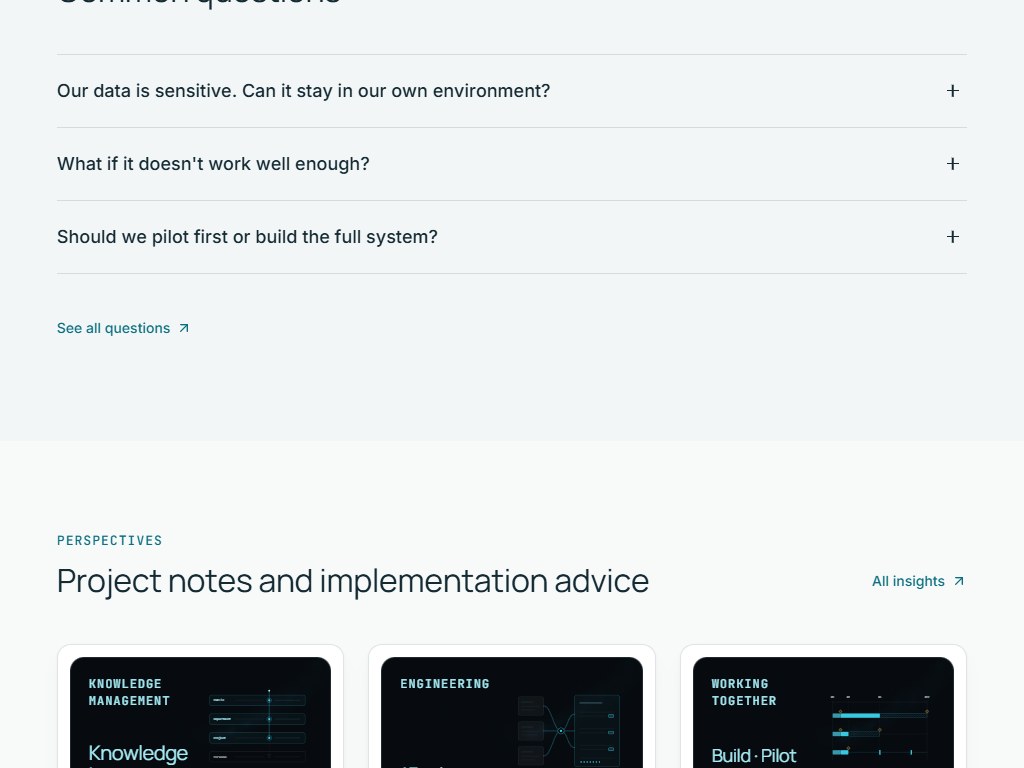 Common questions
Our data is sensitive. Can it stay in our own environment?
What if it doesn't work well enough?
Should we pilot first or build the full system?
See all questions
PERSPECTIVES
Project notes and implementation advice
All insights
KNOWLEDGE
MANAGEMENT
Knowledge
ENGINEERING
WORKING
TOGETHER
Build · Pilot